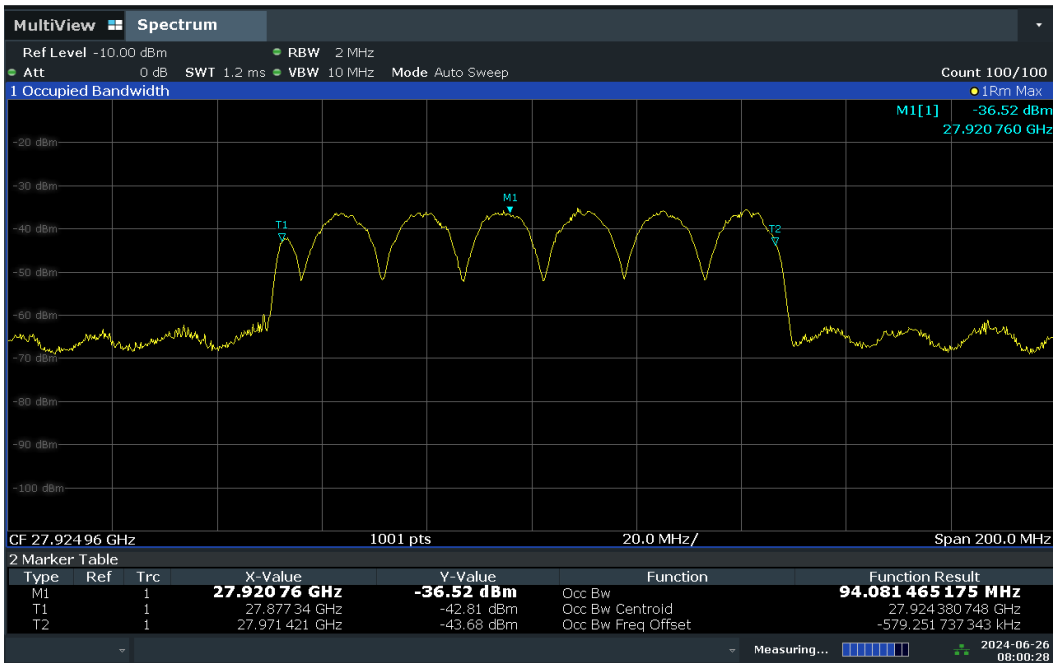 MultiView Spectrum
Ref Level -10.00 dBm RBW 2 MHz
Att 0 dB SWT 1.2 ms VBW 10 MHz Mode Auto Sweep Count 100/100
1 Occupied Bandwidth 1Rm Max
M1[1] -36.52 dBm
27.920 760 GHz
-20 dBm
-30 dBm
M1
T1
-40 dBm
T2
-50 dBm
-60 dBm
-70 dBm
-80 dBm
-90 dBm
-100 dBm
CF 27.924 96 GHz 1001 pts 20.0 MHz/ Span 200.0 MHz
2 Marker Table
Type Ref Trc X-Value Y-Value Function Function Result
M1 1 27.920 76 GHz -36.52 dBm Occ Bw 94.081 465 175 MHz
T1 1 27.877 34 GHz -42.81 dBm Occ Bw Centroid 27.924 380 748 GHz
T2 1 27.971 421 GHz -43.68 dBm Occ Bw Freq Offset -579.251 737 343 kHz
Measuring... 2024-06-26
08:00:28